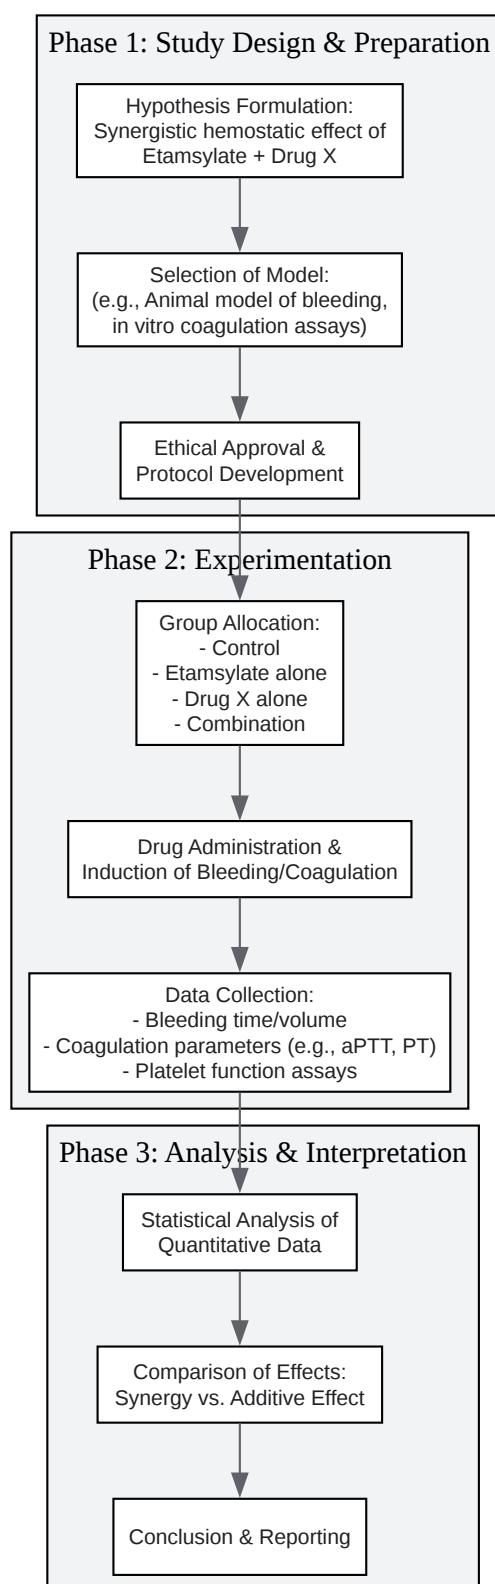 Phase 1: Study Design & Preparation
Hypothesis Formulation:
Synergistic hemostatic effect of
Etamsylate + Drug X
Selection of Model:
(e.g., Animal model of bleeding,
in vitro coagulation assays)
Ethical Approval &
Protocol Development
Phase 2: Experimentation
Group Allocation:
- Control
- Etamsylate alone
- Drug X alone
- Combination
Drug Administration &
Induction of Bleeding/Coagulation
Data Collection:
- Bleeding time/volume
- Coagulation parameters (e.g., aPTT, PT)
- Platelet function assays
Phase 3: Analysis & Interpretation
Statistical Analysis of
Quantitative Data
Comparison of Effects:
Synergy vs. Additive Effect
Conclusion & Reporting